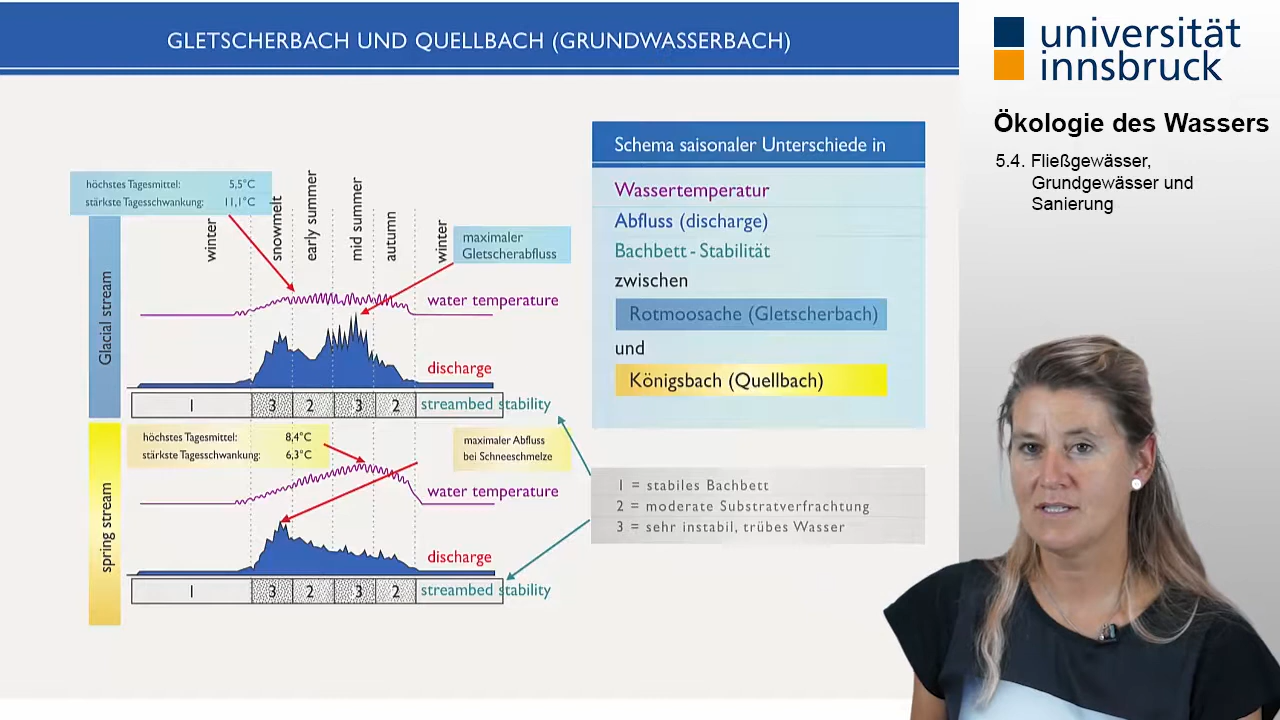 GLETSCHERBACH UND QUELLBACH (GRUNDWASSERBACH)
universität
innsbruck
Ökologie des Wassers
5.4. Fließgewässer,
Grundgewässer und
Sanierung
Schema saisonaler Unterschiede in
Wassertemperatur
Abfluss (discharge)
Bachbett - Stabilität
zwischen
Rotmoosache (Gletscherbach)
und
Königsbach (Quellbach)
höchstes Tagesmittel: 5,5°C
stärkste Tagesschwankung: 11,1°C
winter
snowmelt
early summer
mid summer
autumn
winter
maximaler
Gletscherabfluss
Glacial stream
water temperature
discharge
1 3 2 3 2 streambed stability
höchstes Tagesmittel: 8,4°C
stärkste Tagesschwankung: 6,3°C
maximaler Abfluss
bei Schneeschmelze
spring stream
water temperature
discharge
1 3 2 3 2 streambed stability
1 = stabiles Bachbett
2 = moderate Substratverfrachtung
3 = sehr instabil, trübes Wasser